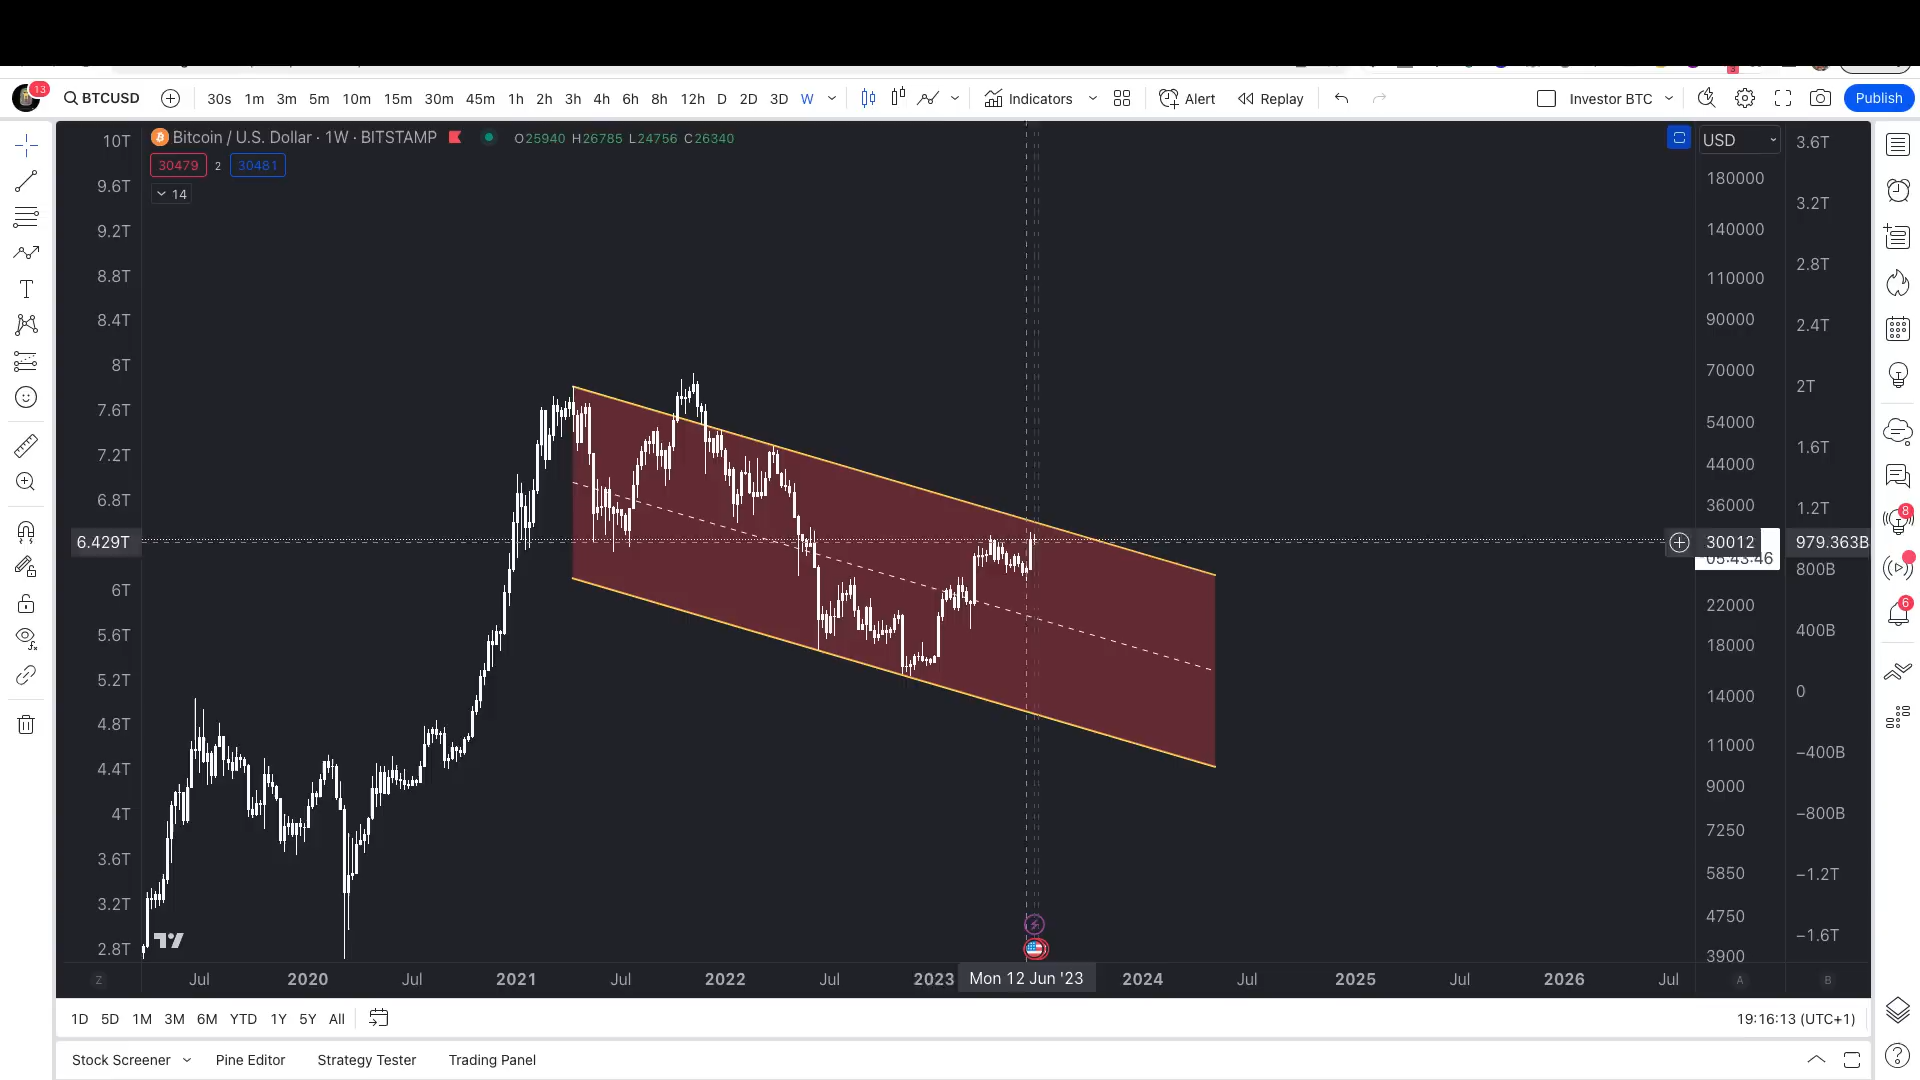 13 BTCUSD 30s 1m 3m 5m 10m 15m 30m 45m 1h 2h 3h 4h 6h 8h 12h D 2D 3D W Indicators Alert Replay Investor BTC Publish
Bitcoin / U.S. Dollar · 1W · BITSTAMP O25940 H26785 L24756 C26340
30479 2 30481
14
10T
9.6T
9.2T
8.8T
8.4T
8T
7.6T
7.2T
6.8T
6.429T
6T
5.6T
5.2T
4.8T
4.4T
4T
3.6T
3.2T
2.8T
USD
180000
140000
110000
90000
70000
54000
44000
36000
30012
05:43:46
22000
18000
14000
11000
9000
7250
5850
4750
3900
3.6T
3.2T
2.8T
2.4T
2T
1.6T
1.2T
979.363B
800B
400B
0
−400B
−800B
−1.2T
−1.6T
8
6
Z Jul 2020 Jul 2021 Jul 2022 Jul 2023 Mon 12 Jun '23 2024 Jul 2025 Jul 2026 Jul A B
1D 5D 1M 3M 6M YTD 1Y 5Y All 19:16:13 (UTC+1)
Stock Screener Pine Editor Strategy Tester Trading Panel